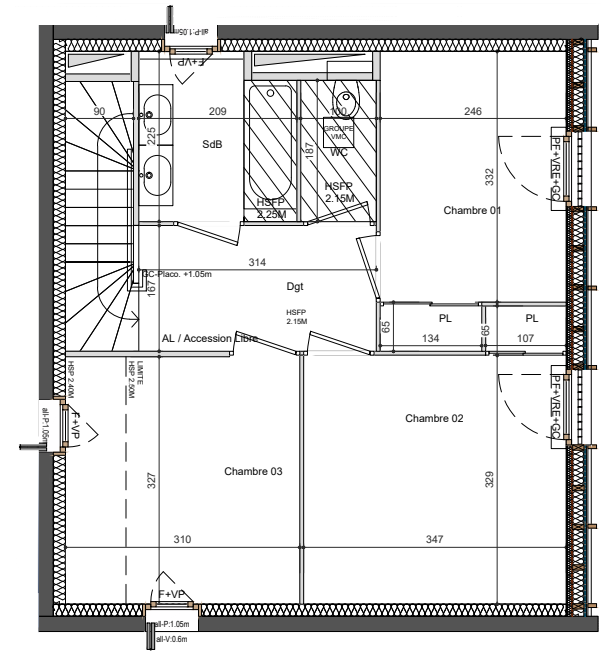 all-P:1.05m
F+VP
90
209
100
246
225
SdB
GROUPE
VMC
WC
187
HSFP
2.25M
HSFP
2.15M
332
PF+VRE+GC
Chambre 01
314
GC-Placo. +1.05m
167
Dgt
HSFP
2.15M
65
PL
134
65
PL
107
AL / Accession Libre
HSP 2.40M
LIMITE
HSP 2.50M
all-P:1.05m
F+VP
Chambre 02
PF+VRE+GC
Chambre 03
327
329
310
347
F+VP
all-P:1.05m
all-V:0.6m